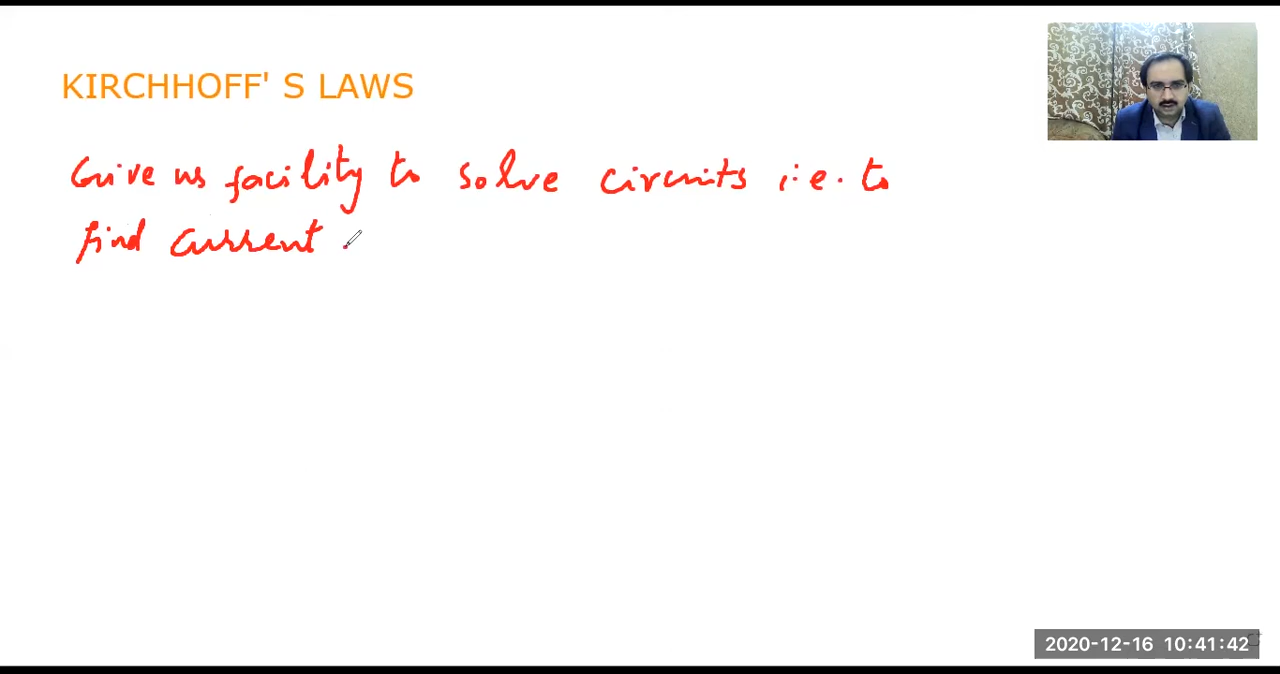 KIRCHHOFF' S LAWS
Give us facility to solve circuits i.e. to
find current
2020-12-16 10:41:42